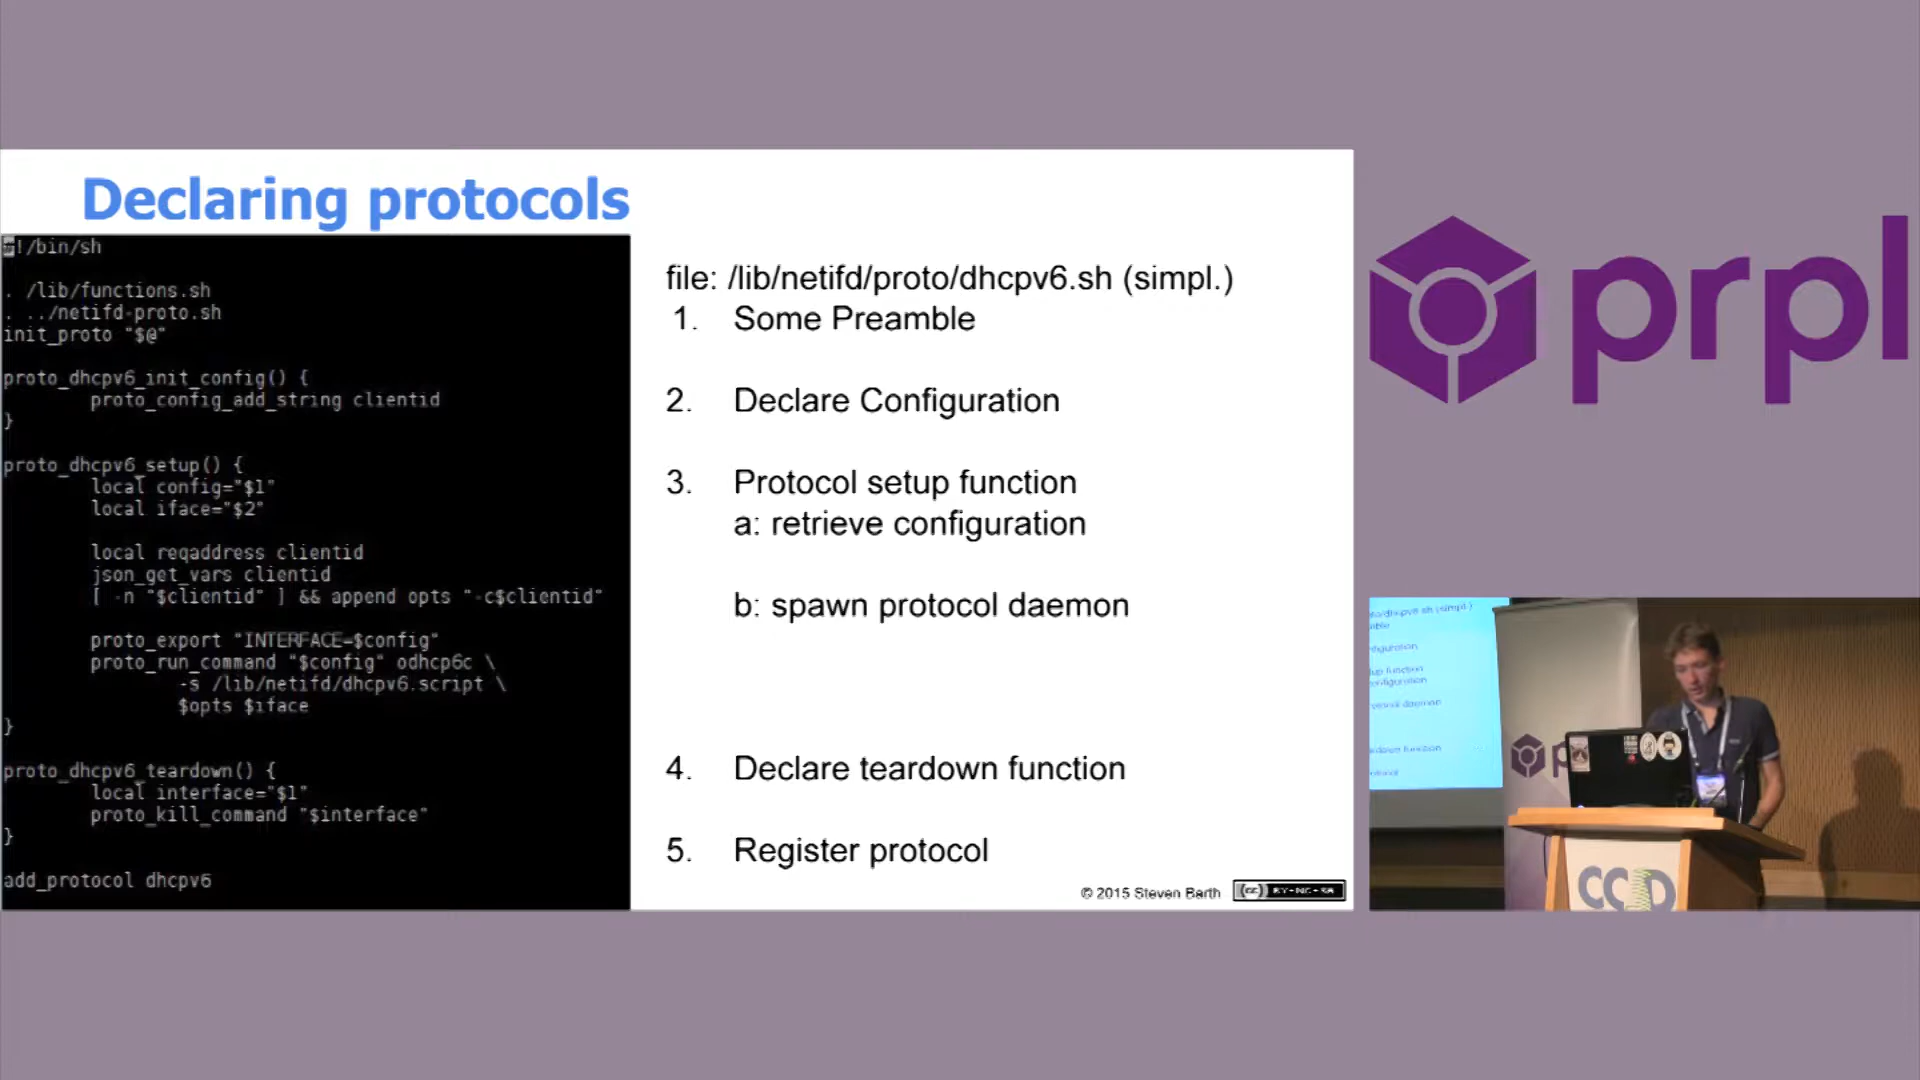 Declaring protocols
#!/bin/sh
. /lib/functions.sh
. ../netifd-proto.sh
init_proto "$@"
proto_dhcpv6_init_config() {
proto_config_add_string clientid
}
proto_dhcpv6_setup() {
local config="$1"
local iface="$2"
local reqaddress clientid
json_get_vars clientid
[ -n "$clientid" ] && append opts "-c$clientid"
proto_export "INTERFACE=$config"
proto_run_command "$config" odhcp6c \
-s /lib/netifd/dhcpv6.script \
$opts $iface
}
proto_dhcpv6_teardown() {
local interface="$1"
proto_kill_command "$interface"
}
add_protocol dhcpv6
file: /lib/netifd/proto/dhcpv6.sh (simpl.)
1. Some Preamble
2. Declare Configuration
3. Protocol setup function
a: retrieve configuration
b: spawn protocol daemon
4. Declare teardown function
5. Register protocol
© 2015 Steven Barth
(cc) BY-NC-SA
prpl